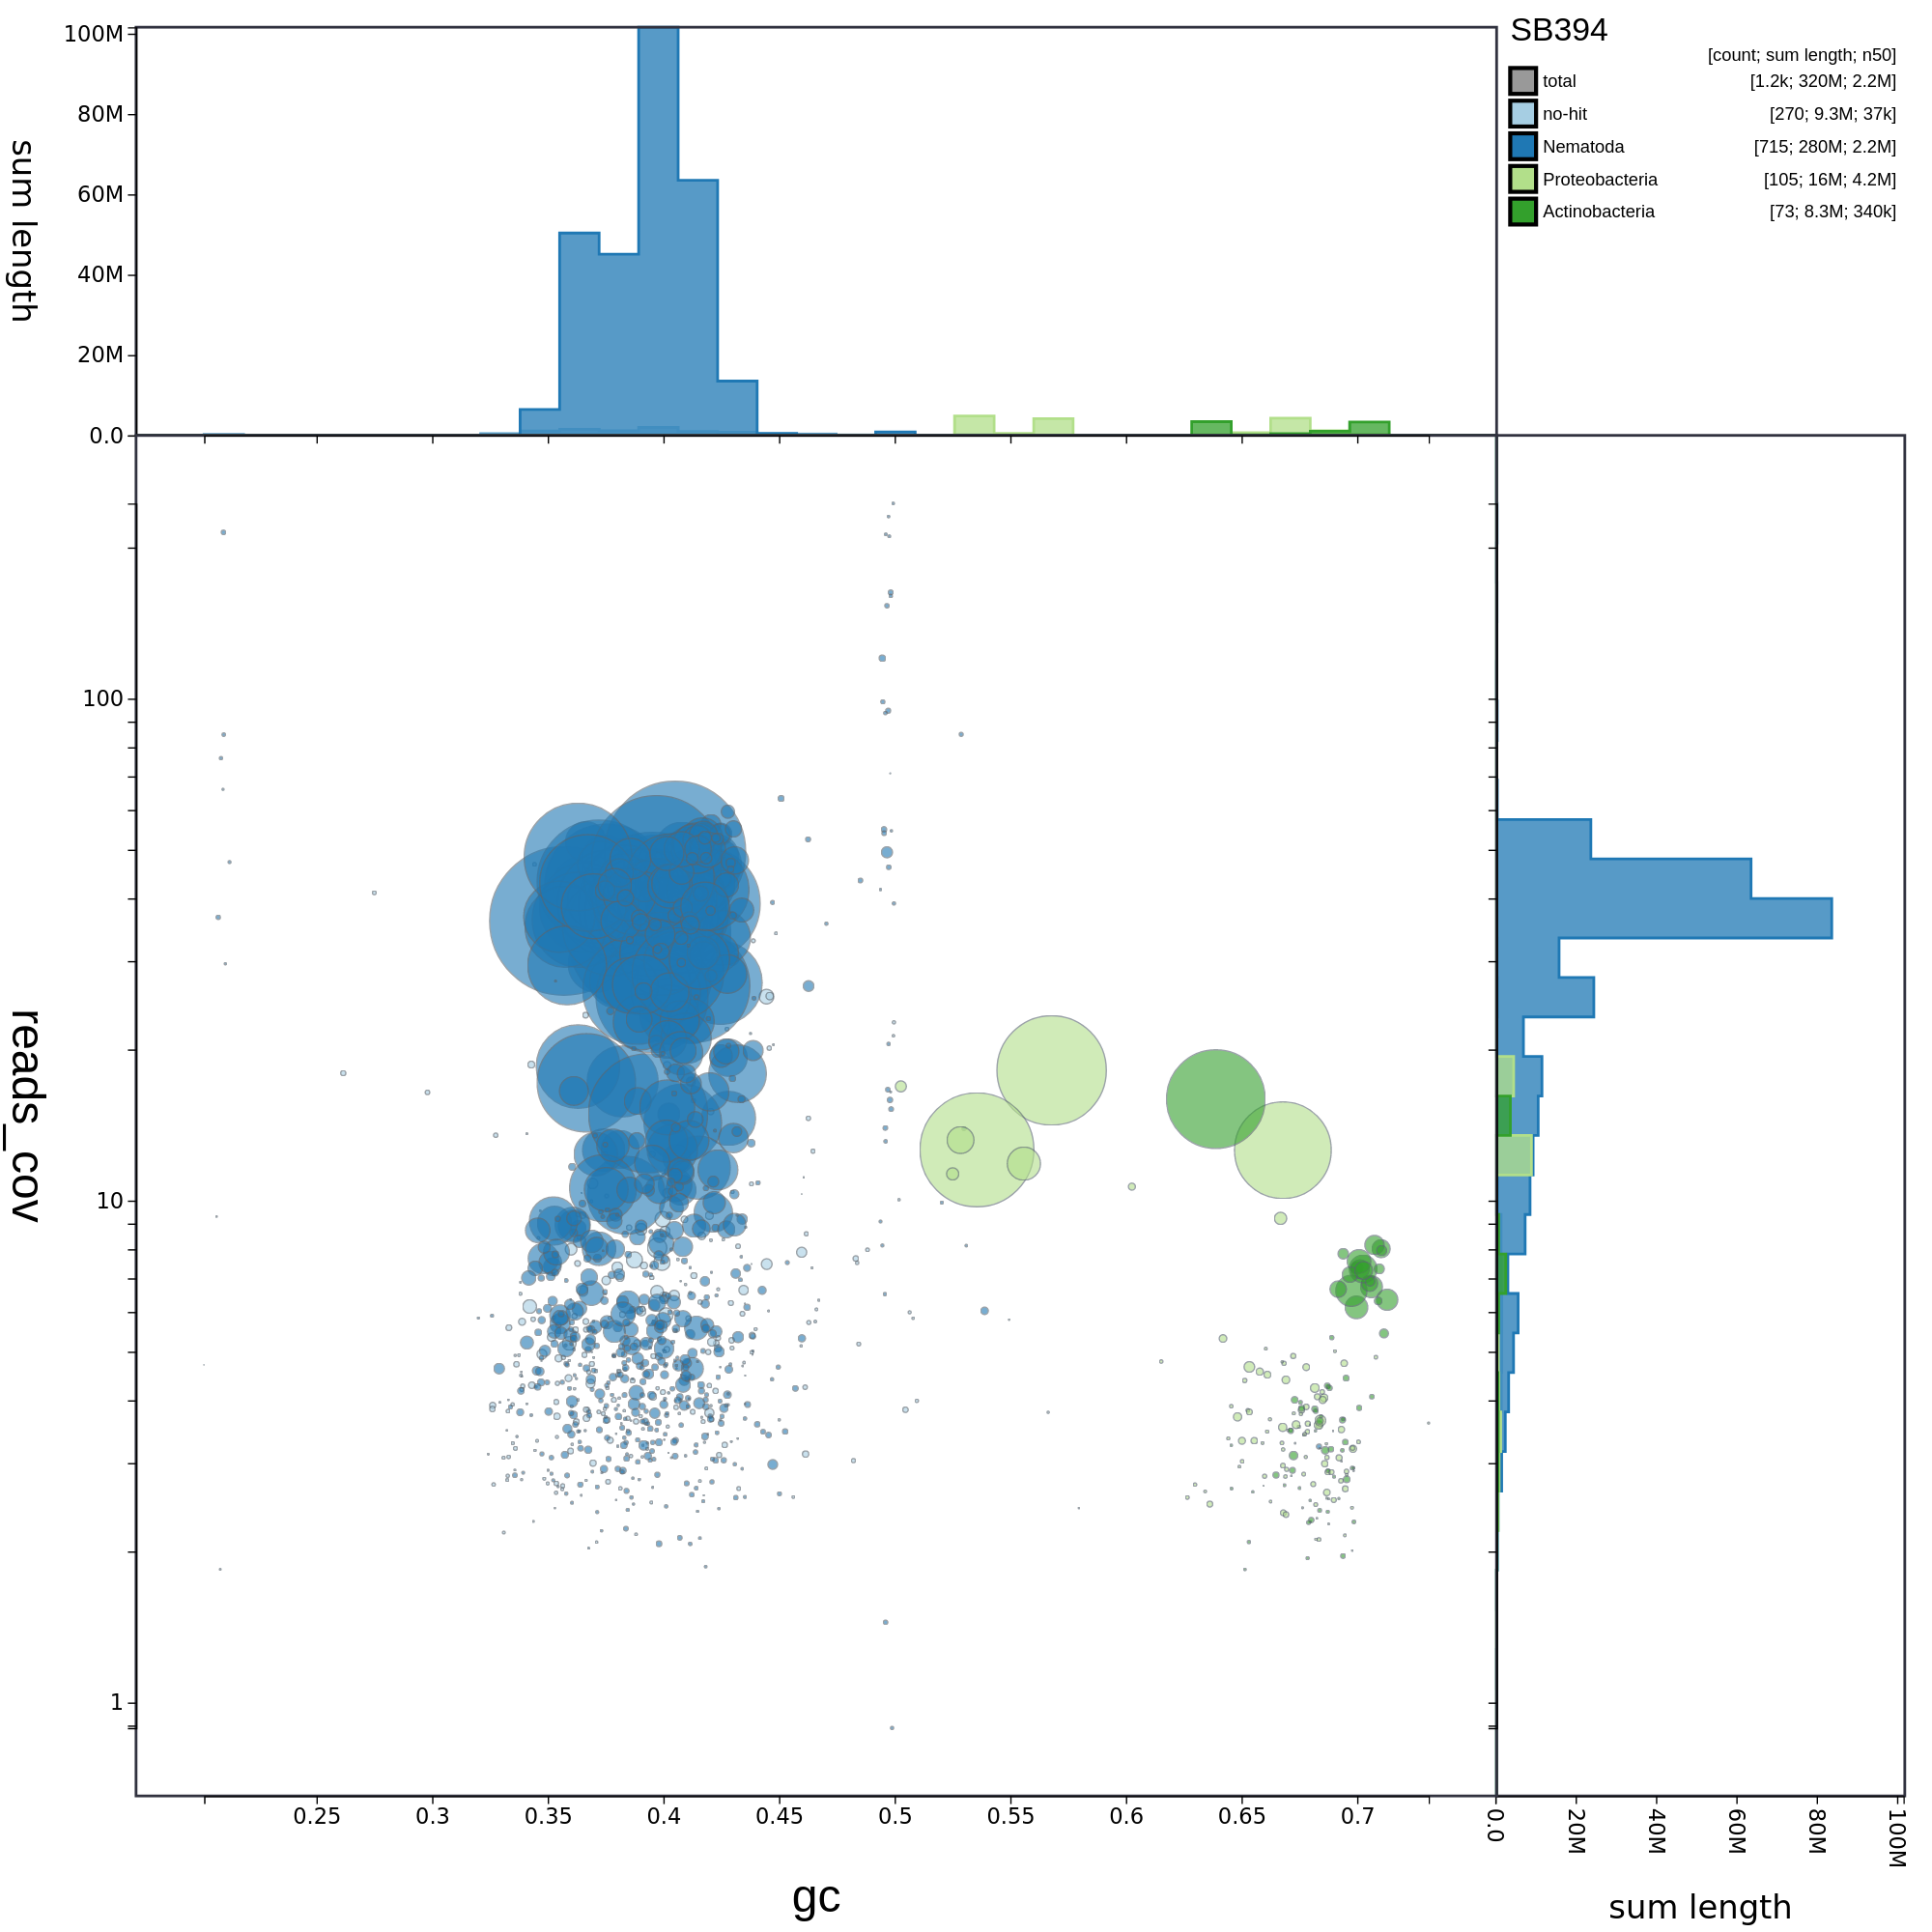 SB394
[count; sum length; n50]
total [1.2k; 320M; 2.2M]
no-hit [270; 9.3M; 37k]
Nematoda [715; 280M; 2.2M]
Proteobacteria [105; 16M; 4.2M]
Actinobacteria [73; 8.3M; 340k]
sum length
100M
80M
60M
40M
20M
0.0
reads_cov
100
10
1
0.25 0.3 0.35 0.4 0.45 0.5 0.55 0.6 0.65 0.7
gc
0.0 20M 40M 60M 80M 100M
sum length